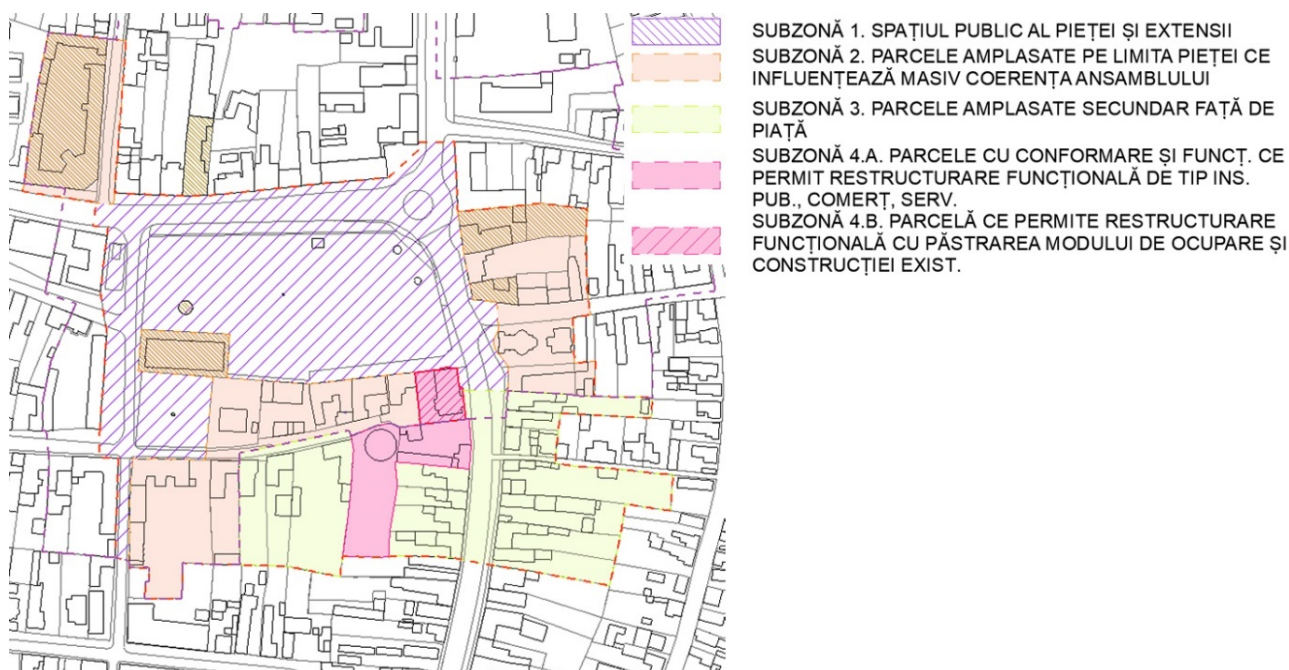 SUBZONĂ 1. SPAȚIUL PUBLIC AL PIEȚEI ȘI EXTENSII
SUBZONĂ 2. PARCELE AMPLASATE PE LIMITA PIEȚEI CE
INFLUENȚEAZĂ MASIV COERENȚA ANSAMBLULUI
SUBZONĂ 3. PARCELE AMPLASATE SECUNDAR FAȚĂ DE
PIAȚĂ
SUBZONĂ 4.A. PARCELE CU CONFORMARE ȘI FUNCȚ. CE
PERMIT RESTRUCTURARE FUNCȚIONALĂ DE TIP INS.
PUB., COMERȚ, SERV.
SUBZONĂ 4.B. PARCELĂ CE PERMITE RESTRUCTURARE
FUNCȚIONALĂ CU PĂSTRAREA MODULUI DE OCUPARE ȘI
CONSTRUCȚIEI EXIST.